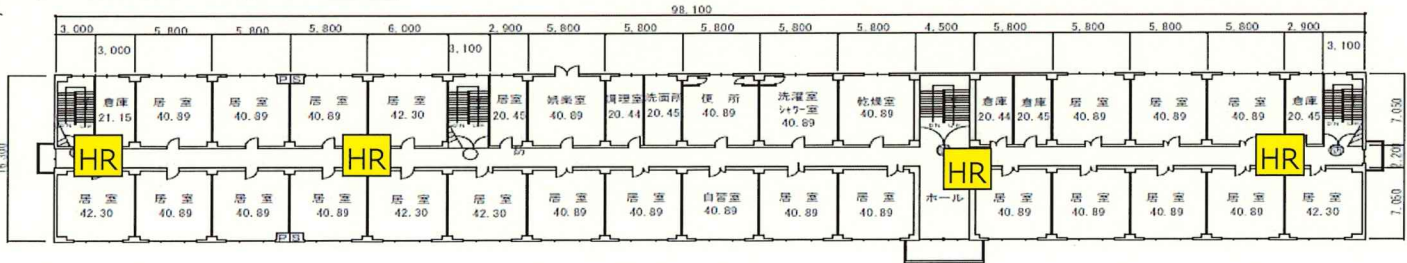 98.100
3.000 5.800 5.800 5.800 6.000 2.900 5.800 5.800 5.800 5.800 5.800 4.500 5.800 5.800 5.800 5.800 2.900
3.000 3.100 3.100
PS
倉庫 居室 居室 居室 居室 居室 娯楽室 調理室 洗面所 便所 洗濯室 乾燥室 倉庫 倉庫 居室 居室 居室 倉庫
シャワー室
21.15 40.89 40.89 40.89 42.30 20.45 40.89 20.44 20.45 40.89 40.89 40.89 20.44 20.45 40.89 40.89 40.89 20.45
7.050
16.300
HR HR HR HR
2.200
居室 居室 居室 居室 居室 居室 居室 居室 自習室 居室 居室 ホール 居室 居室 居室 居室 居室
42.30 40.89 40.89 40.89 42.30 42.30 40.89 40.89 40.89 40.89 40.89 40.89 40.89 40.89 40.89 42.30
7.050
PS